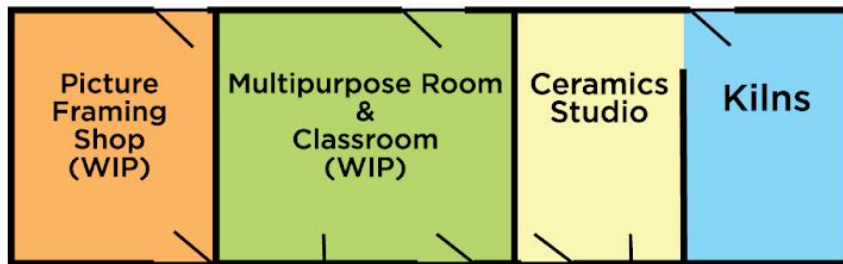 Picture
Framing
Shop
(WIP)
Multipurpose Room
&
Classroom
(WIP)
Ceramics
Studio
Kilns